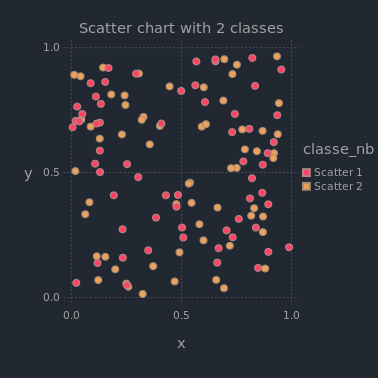 Scatter chart with 2 classes
1.0
0.5
0.0
y
0.0
0.5
1.0
x
classe_nb
Scatter 1
Scatter 2